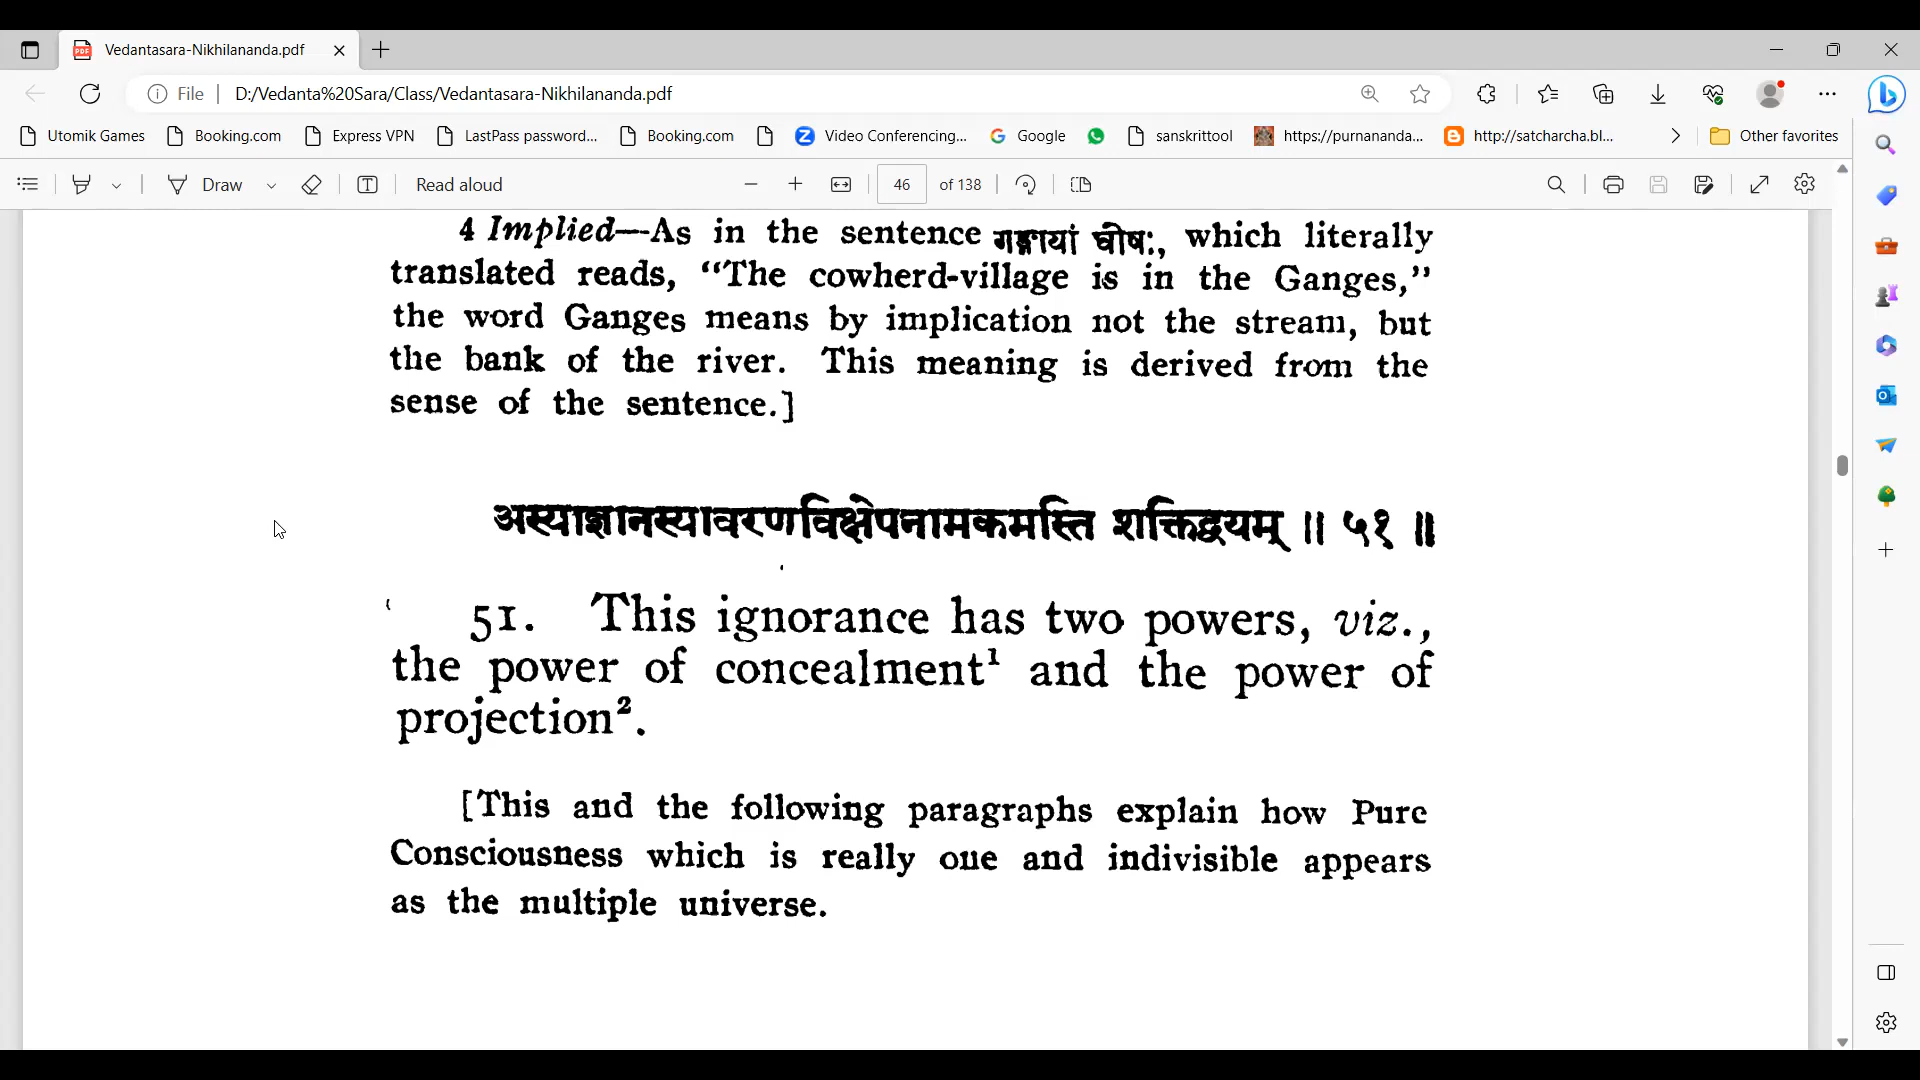 Vedantasara-Nikhilananda.pdf
File D:/Vedanta%20Sara/Class/Vedantasara-Nikhilananda.pdf
Utomik Games Booking.com Express VPN LastPass password... Booking.com Video Conferencing... Google sanskrittool https://purnananda... http://satcharcha.bl... Other favorites
Draw Read aloud 46 of 138
4 Implied—As in the sentence गङ्गायां घोषः, which literally
translated reads, “The cowherd-village is in the Ganges,”
the word Ganges means by implication not the stream, but
the bank of the river. This meaning is derived from the
sense of the sentence.]
अस्याज्ञानस्यावरणविक्षेपनामकमस्ति शक्तिद्वयम् ॥ ५१ ॥
51. This ignorance has two powers, viz.,
the power of concealment¹ and the power of
projection².
[This and the following paragraphs explain how Pure
Consciousness which is really one and indivisible appears
as the multiple universe.